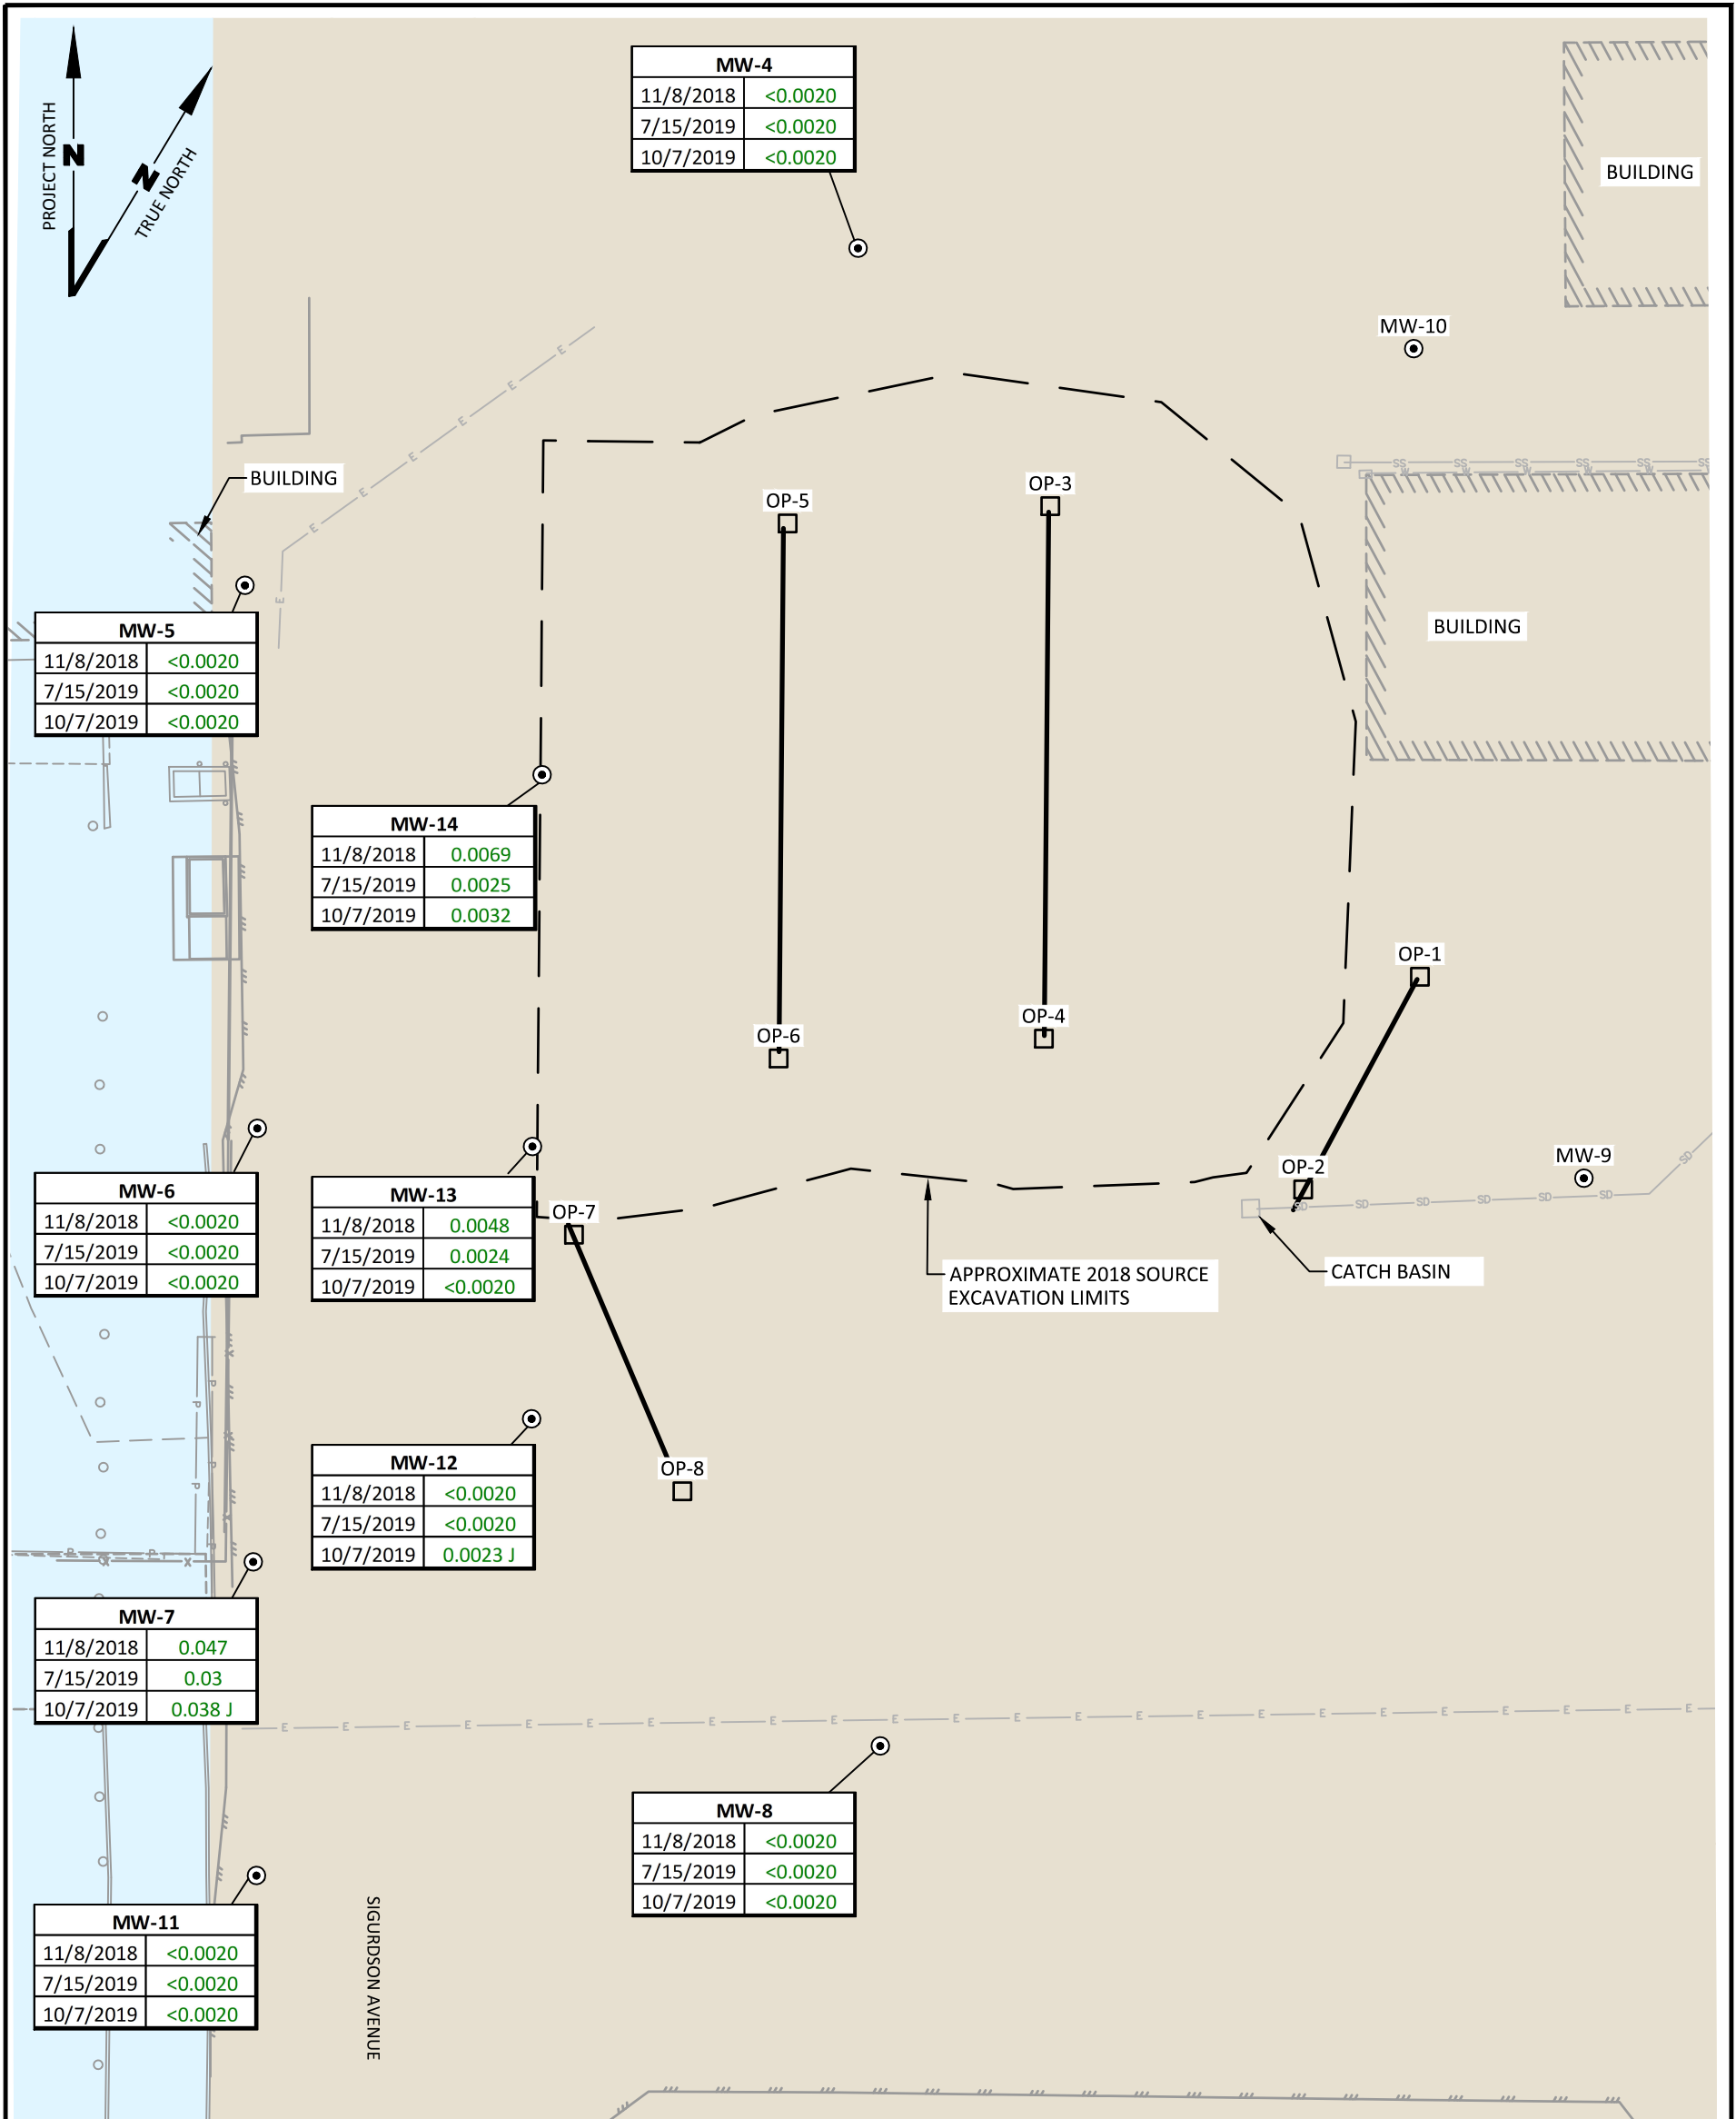 MW-4
11/8/2018 <0.0020
7/15/2019 <0.0020
10/7/2019 <0.0020
PROJECT NORTH
N
TRUE NORTH
N
BUILDING
MW-10
BUILDING
OP-5
OP-3
BUILDING
MW-5
11/8/2018 <0.0020
7/15/2019 <0.0020
10/7/2019 <0.0020
MW-14
11/8/2018 0.0069
7/15/2019 0.0025
10/7/2019 0.0032
OP-1
OP-4
OP-6
OP-2
MW-9
MW-6
11/8/2018 <0.0020
7/15/2019 <0.0020
10/7/2019 <0.0020
MW-13
11/8/2018 0.0048
7/15/2019 0.0024
10/7/2019 <0.0020
OP-7
APPROXIMATE 2018 SOURCE
EXCAVATION LIMITS
CATCH BASIN
MW-12
11/8/2018 <0.0020
7/15/2019 <0.0020
10/7/2019 0.0023 J
OP-8
MW-7
11/8/2018 0.047
7/15/2019 0.03
10/7/2019 0.038 J
MW-8
11/8/2018 <0.0020
7/15/2019 <0.0020
10/7/2019 <0.0020
MW-11
11/8/2018 <0.0020
7/15/2019 <0.0020
10/7/2019 <0.0020
SIGURDSON AVENUE